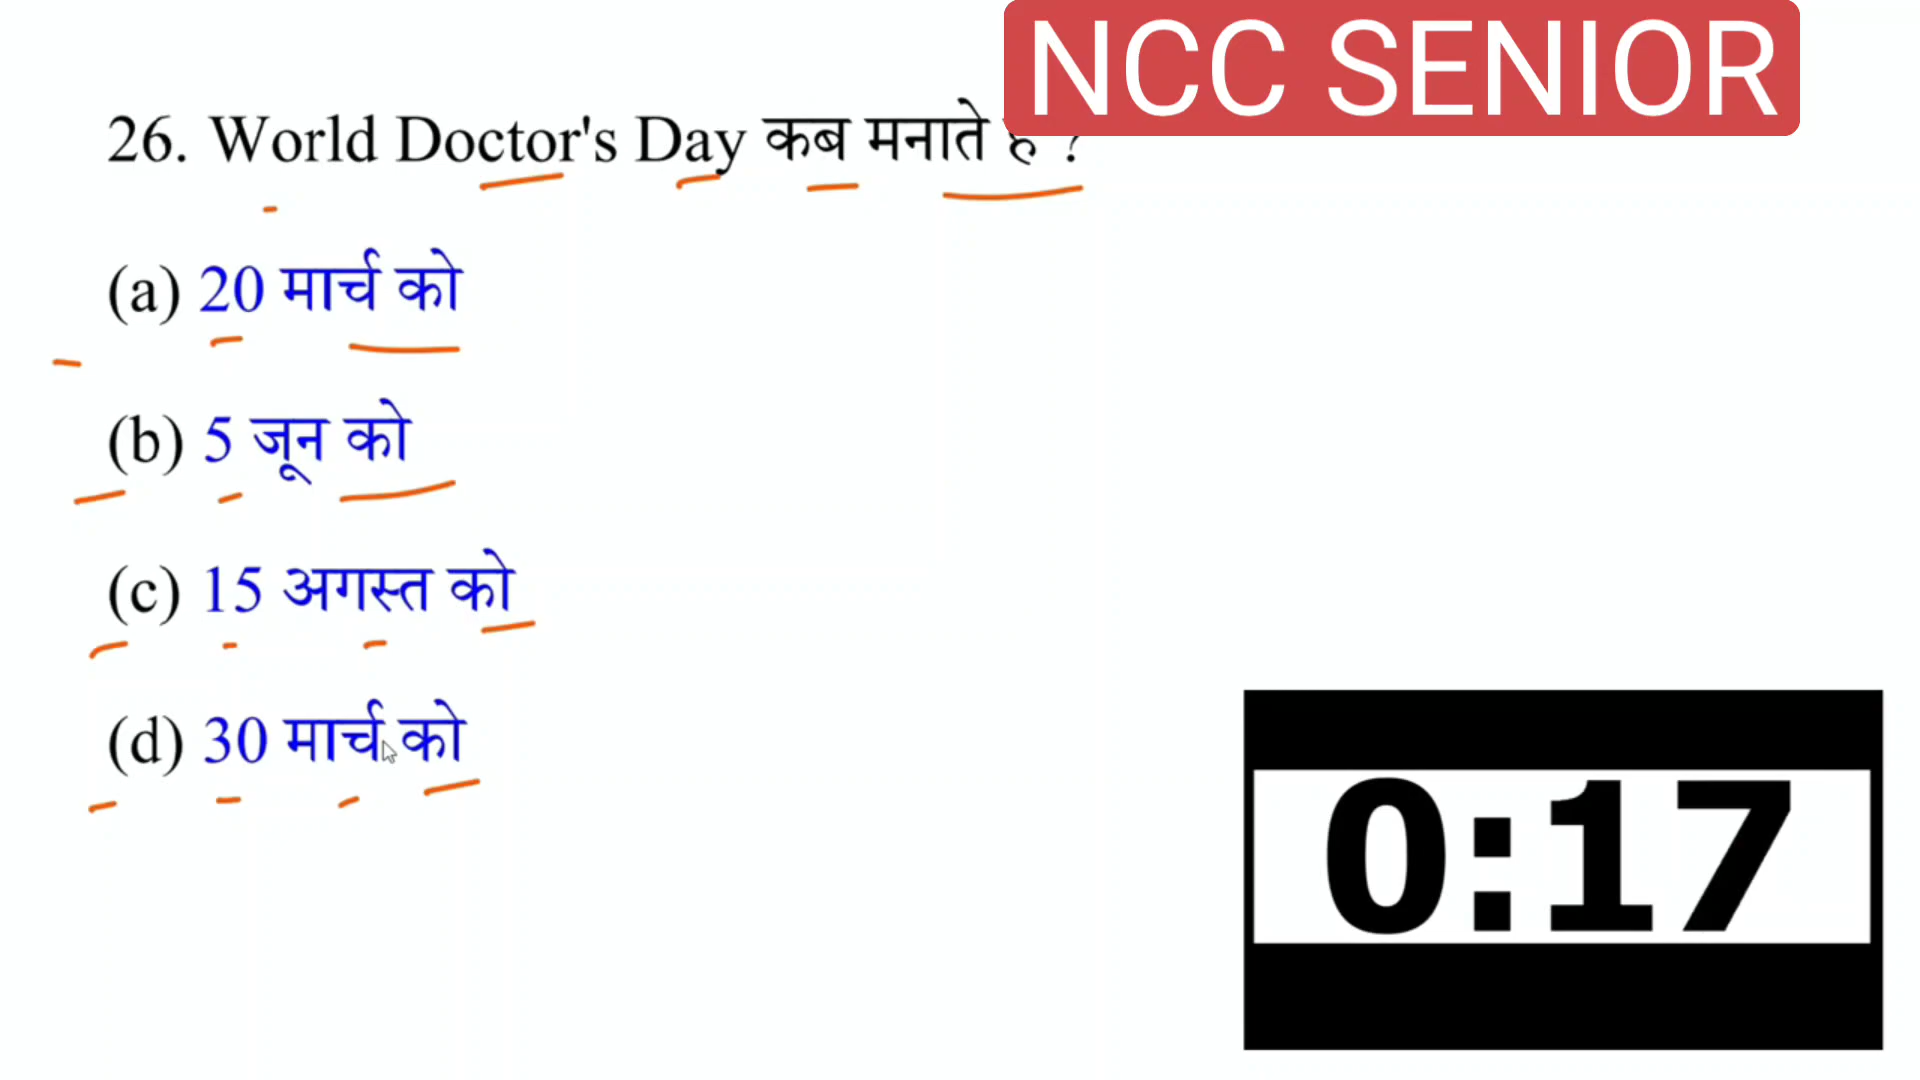 NCC SENIOR
26. World Doctor's Day कब मनाते है ?
(a) 20 मार्च को
(b) 5 जून को
(c) 15 अगस्त को
(d) 30 मार्च को
0:17